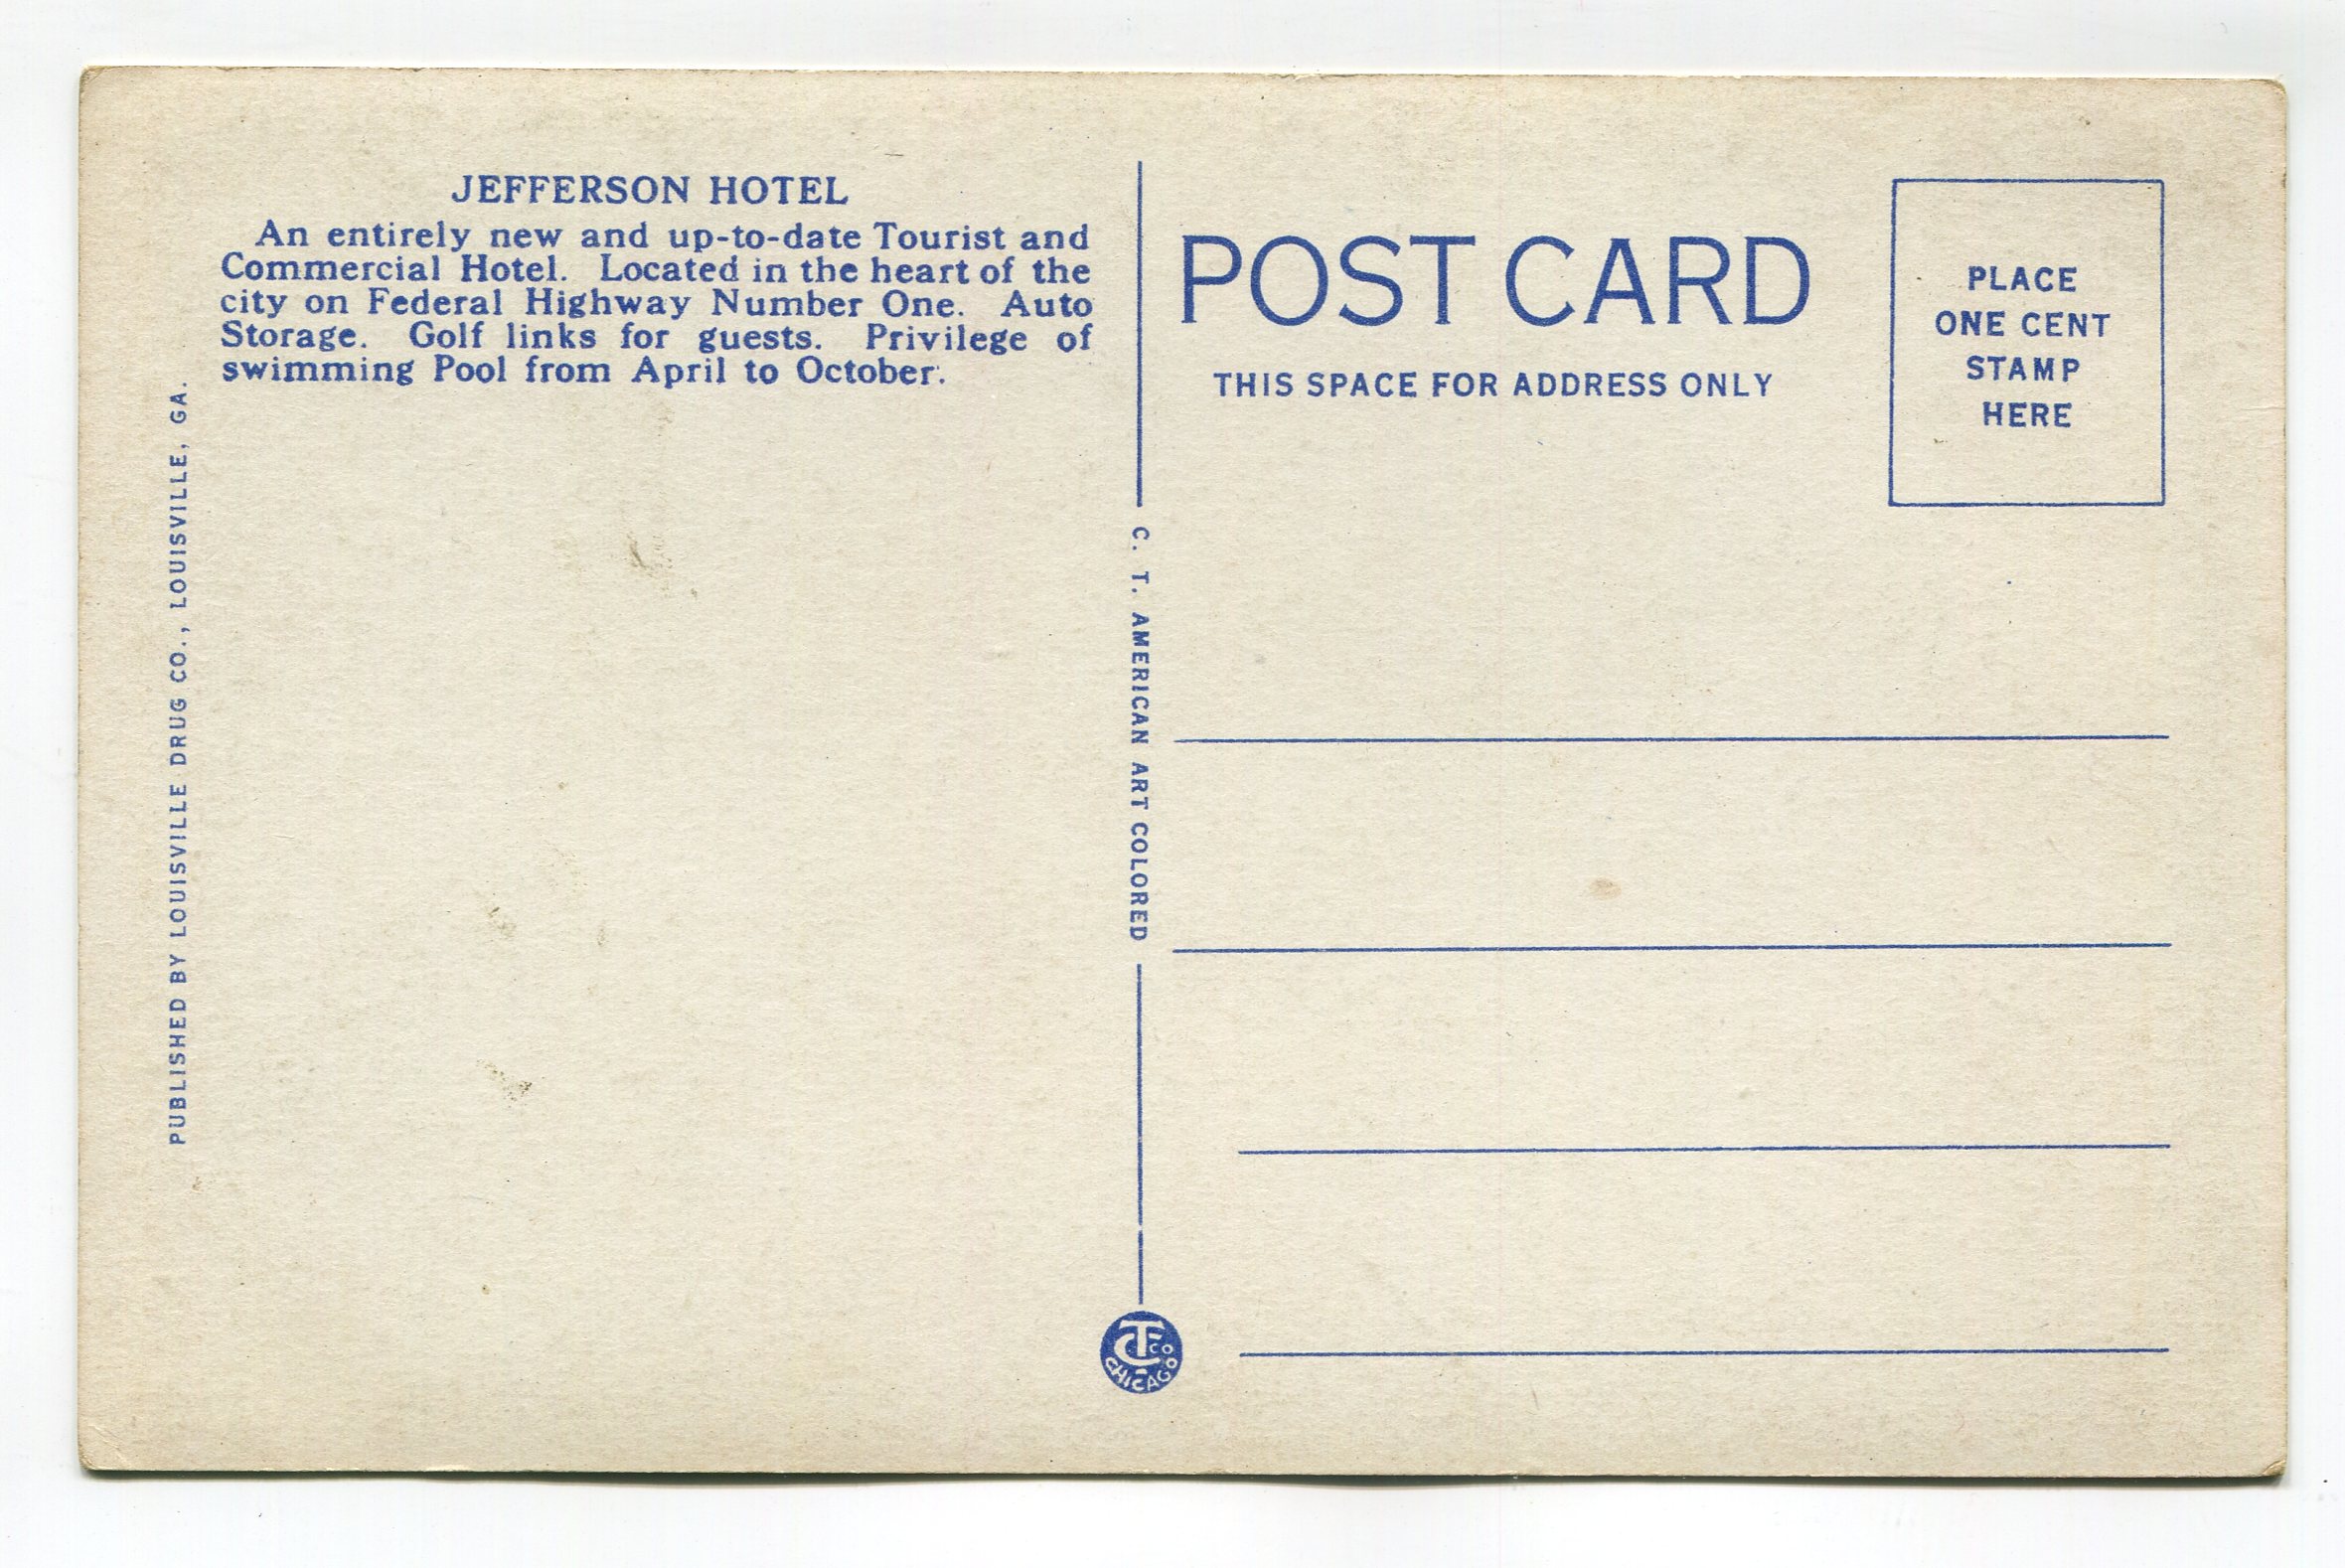 JEFFERSON HOTEL
An entirely new and up-to-date Tourist and
Commercial Hotel. Located in the heart of the
city on Federal Highway Number One. Auto
Storage. Golf links for guests. Privilege of
swimming Pool from April to October.
PUBLISHED BY LOUISVILLE DRUG CO., LOUISVILLE, GA.
C. T. AMERICAN ART COLORED
POST CARD
THIS SPACE FOR ADDRESS ONLY
PLACE
ONE CENT
STAMP
HERE
CT CO
CHICAGO